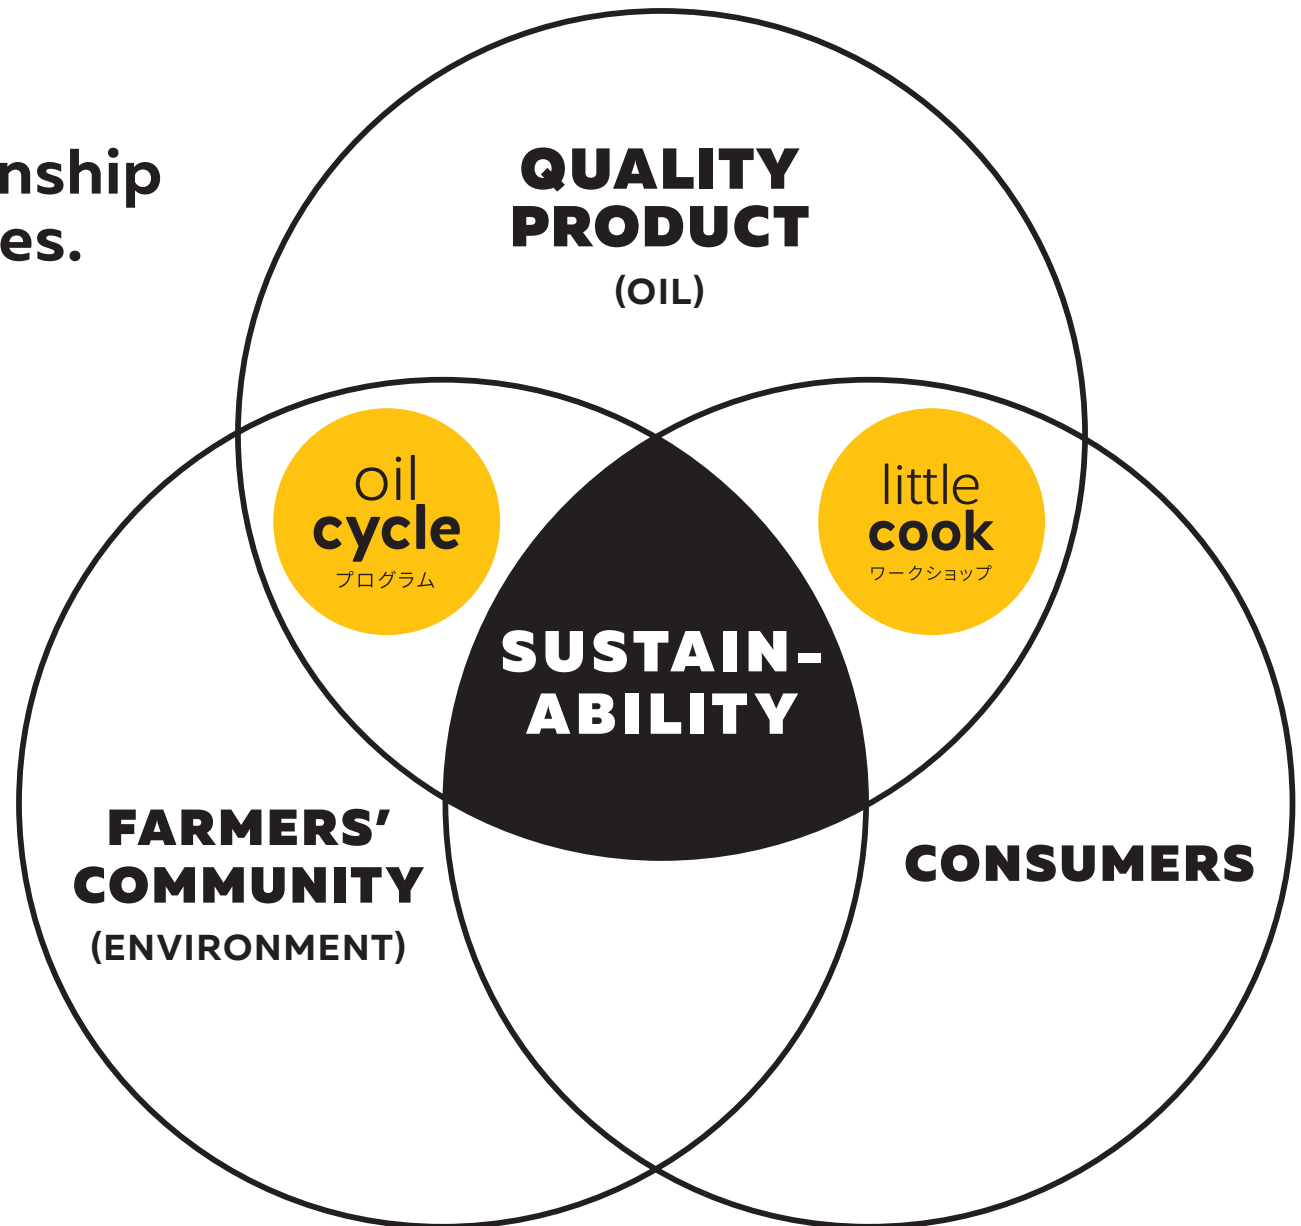 nship
es.
QUALITY
PRODUCT
(OIL)
oil
cycle
プログラム
little
cook
ワークショップ
SUSTAIN-
ABILITY
FARMERS’
COMMUNITY
(ENVIRONMENT)
CONSUMERS